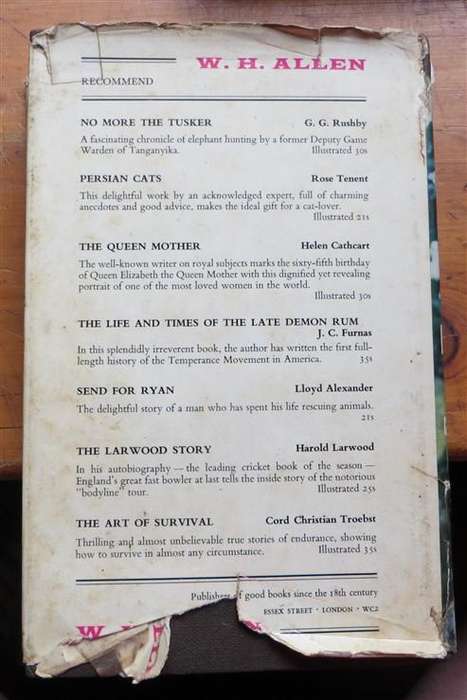 W. H. ALLEN
RECOMMEND
NO MORE THE TUSKER G. G. Rushby
A fascinating chronicle of elephant hunting by a former Deputy Game
Warden of Tanganyika. Illustrated 30s
PERSIAN CATS Rose Tenent
This delightful work by an acknowledged expert, full of charming
anecdotes and good advice, makes the ideal gift for a cat-lover.
Illustrated 21s
THE QUEEN MOTHER Helen Cathcart
The well-known writer on royal subjects marks the sixty-fifth birthday
of Queen Elizabeth the Queen Mother with this dignified yet revealing
portrait of one of the most loved women in the world.
Illustrated 30s
THE LIFE AND TIMES OF THE LATE DEMON RUM
J. C. Furnas
In this splendidly irreverent book, the author has written the first full-
length history of the Temperance Movement in America. 35s
SEND FOR RYAN Lloyd Alexander
The delightful story of a man who has spent his life rescuing animals.
21s
THE LARWOOD STORY Harold Larwood
In his autobiography — the leading cricket book of the season —
England's great fast bowler at last tells the inside story of the notorious
"bodyline" tour. Illustrated 25s
THE ART OF SURVIVAL Cord Christian Troebst
Thrilling and almost unbelievable true stories of endurance, showing
how to survive in almost any circumstance. Illustrated 35s
Publishers of good books since the 18th century
ESSEX STREET · LONDON · WC2
W.